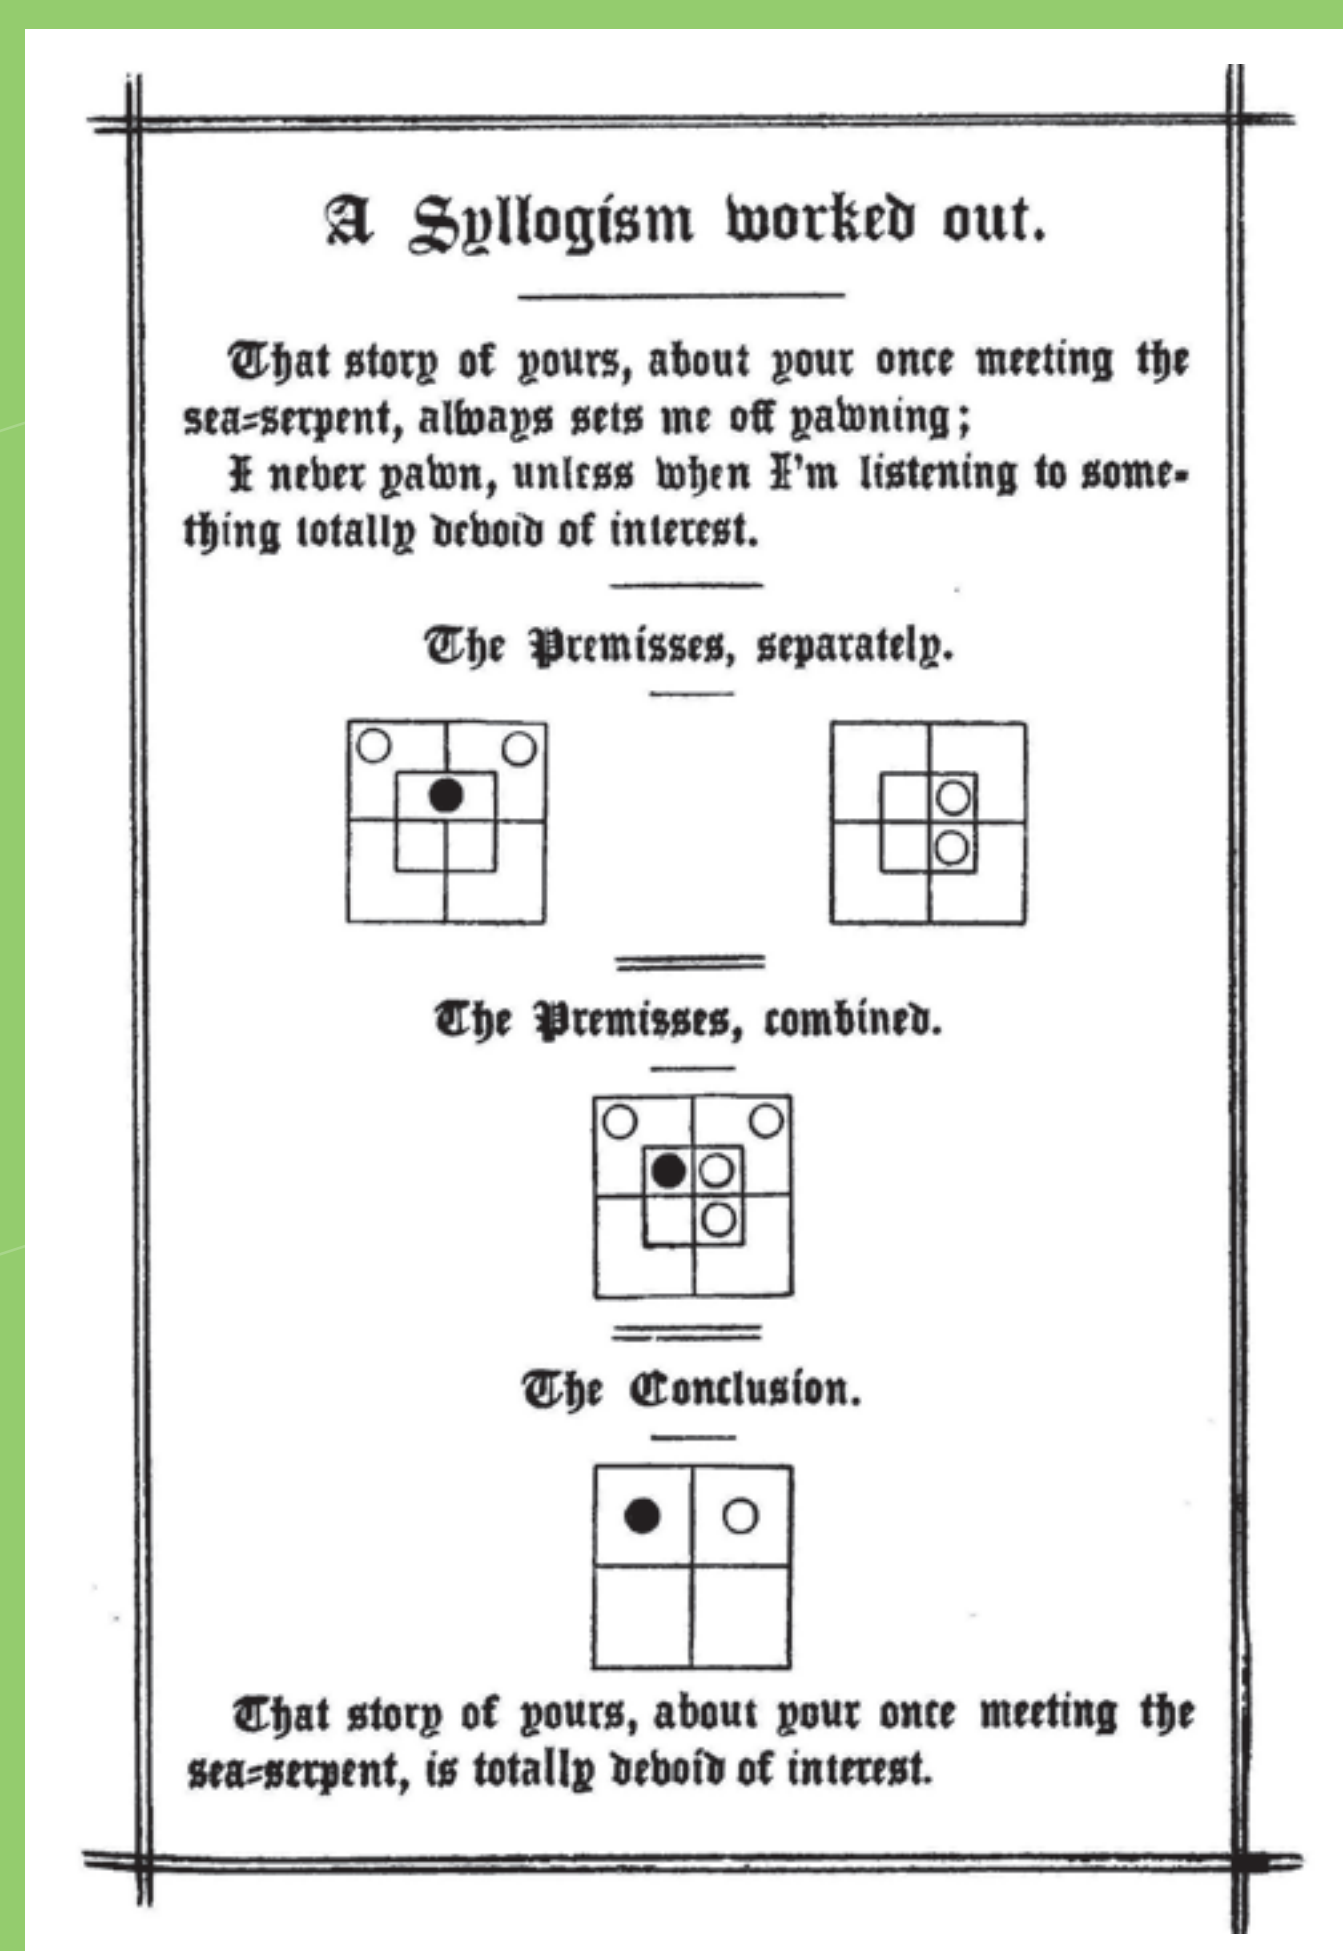 A Syllogism worked out.
That story of yours, about your once meeting the
sea-serpent, always sets me off yawning;
I never yawn, unless when I'm listening to some-
thing totally devoid of interest.
The Premisses, separately.
The Premisses, combined.
The Conclusion.
That story of yours, about your once meeting the
sea-serpent, is totally devoid of interest.